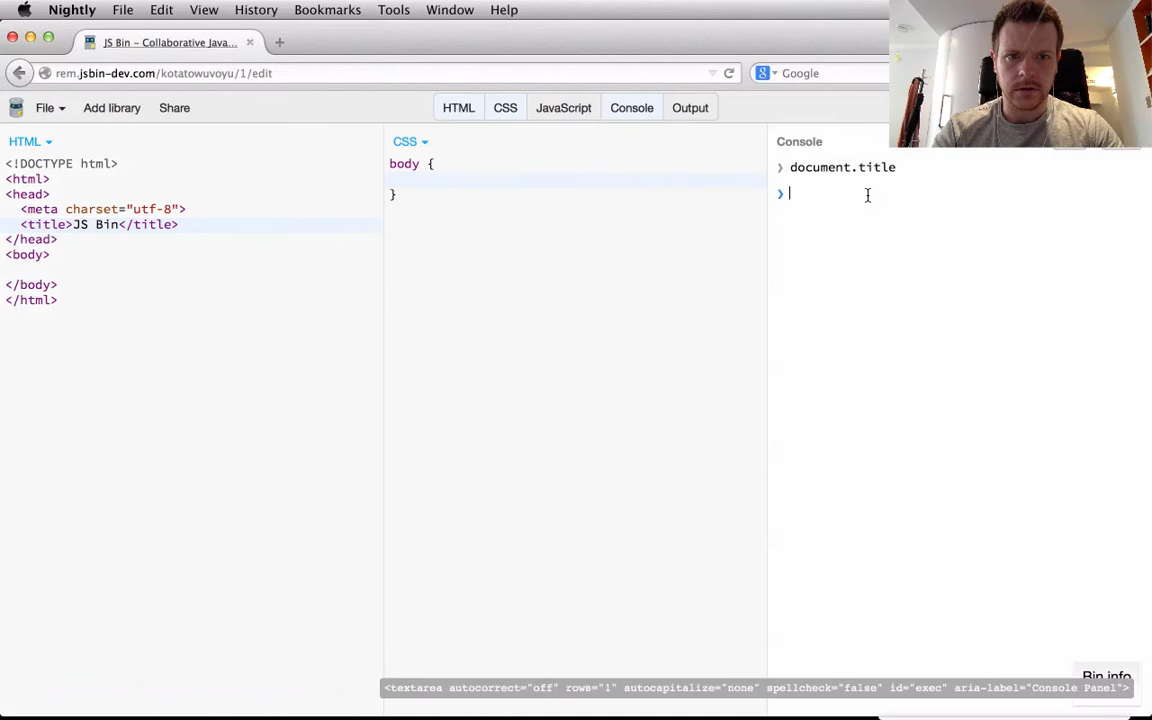 Nightly File Edit View History Bookmarks Tools Window Help
JS Bin – Collaborative Java...
rem.jsbin-dev.com/kotatowuvoyu/1/edit
Google
File Add library Share HTML CSS JavaScript Console Output
HTML
<!DOCTYPE html>
<html>
<head>
<meta charset="utf-8">
<title>JS Bin</title>
</head>
<body>
</body>
</html>
CSS
body {
}
Console
document.title
Bin info
<textarea autocorrect="off" rows="1" autocapitalize="none" spellcheck="false" id="exec" aria-label="Console Panel">